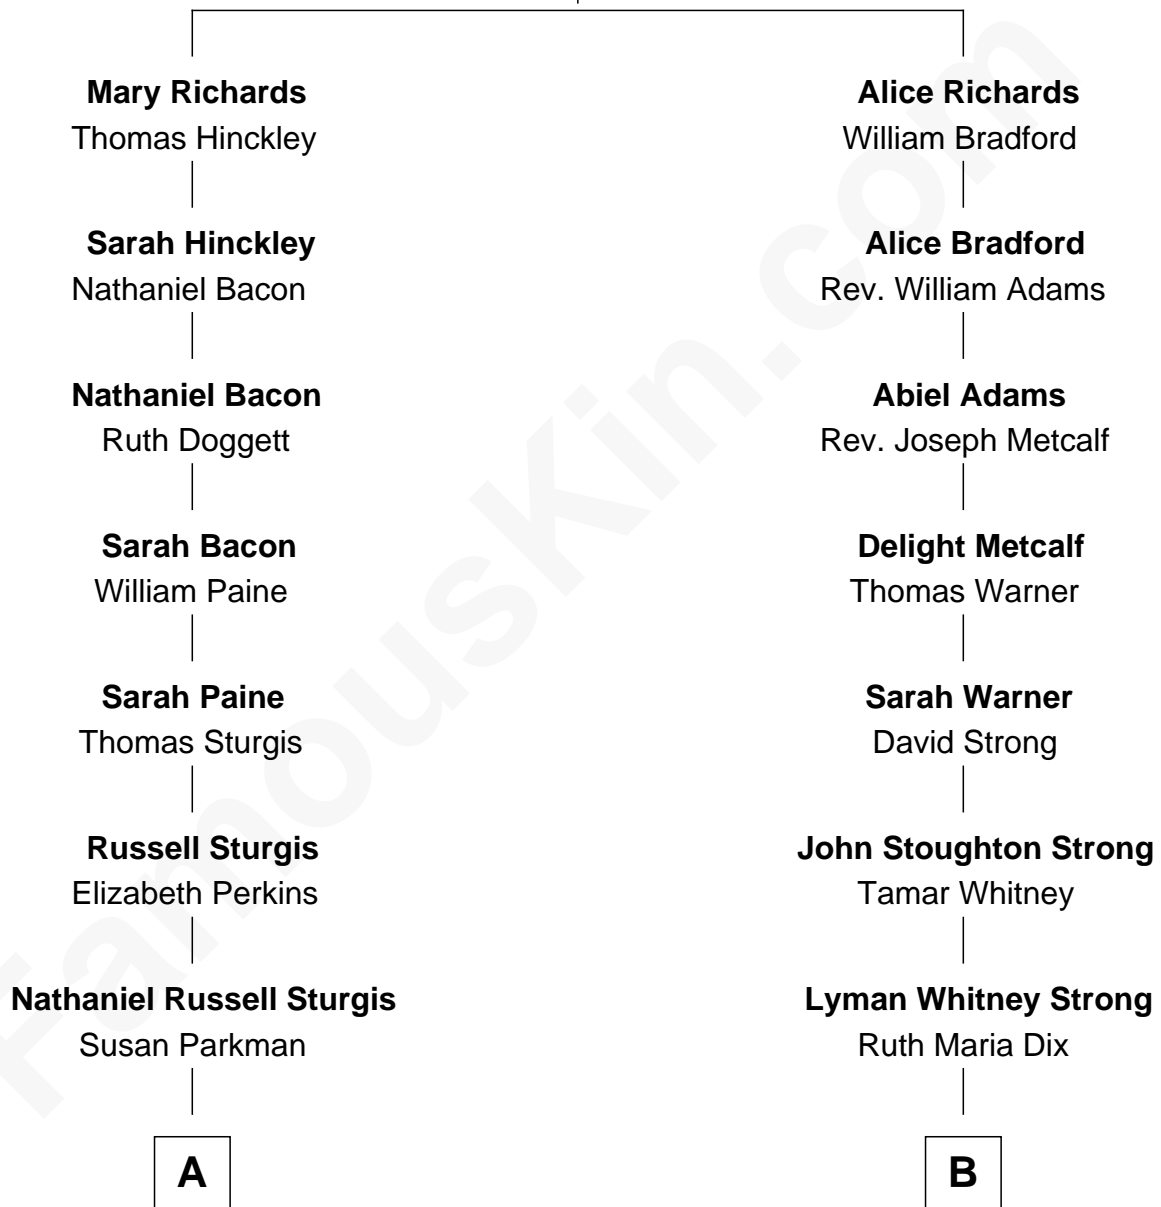 Mary Richards
Thomas Hinckley
Sarah Hinckley
Nathaniel Bacon
Nathaniel Bacon
Ruth Doggett
Sarah Bacon
William Paine
Sarah Paine
Thomas Sturgis
Russell Sturgis
Elizabeth Perkins
Nathaniel Russell Sturgis
Susan Parkman
A
Alice Richards
William Bradford
Alice Bradford
Rev. William Adams
Abiel Adams
Rev. Joseph Metcalf
Delight Metcalf
Thomas Warner
Sarah Warner
David Strong
John Stoughton Strong
Tamar Whitney
Lyman Whitney Strong
Ruth Maria Dix
B
FamousKin.com